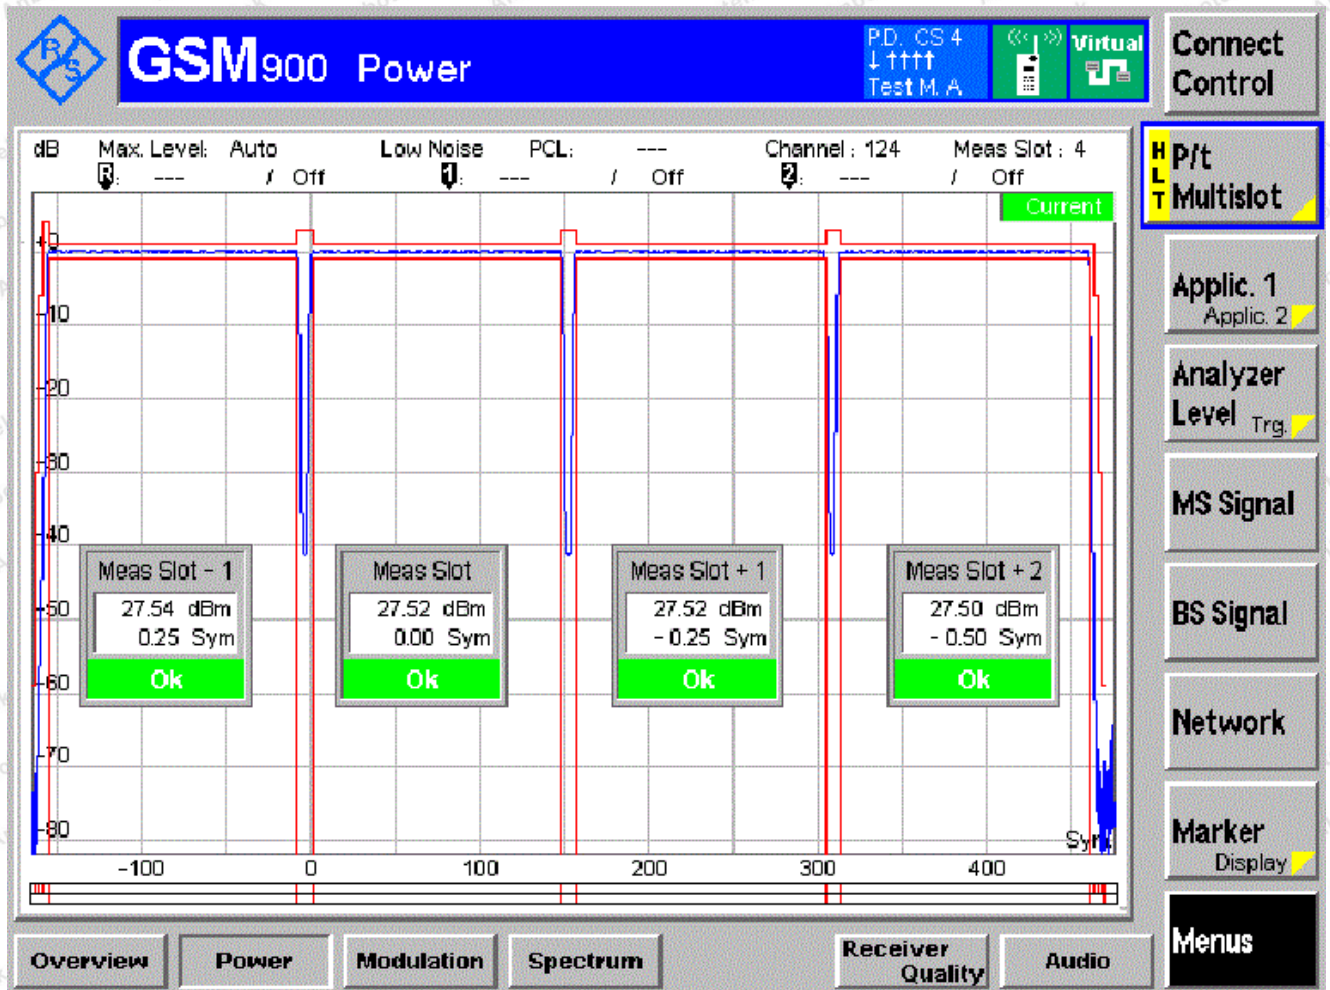 R S
GSM900 Power
P.D. CS 4
↓ ↑↑↑↑
Test M. A
Virtual
Connect
Control
dB Max. Level: Auto Low Noise PCL: --- Channel : 124 Meas Slot : 4
R: --- / Off 1: --- / Off 2: --- / Off
Current
H
L
T
P/t
Multislot
+0
-10
-20
-30
-40
-50
-60
-70
-80
Meas Slot - 1
27.54 dBm
0.25 Sym
Ok
Meas Slot
27.52 dBm
0.00 Sym
Ok
Meas Slot + 1
27.52 dBm
- 0.25 Sym
Ok
Meas Slot + 2
27.50 dBm
- 0.50 Sym
Ok
Sym
-100 0 100 200 300 400
Applic. 1
Applic. 2
Analyzer
Level Trg.
MS Signal
BS Signal
Network
Marker
Display
Menus
Overview Power Modulation Spectrum Receiver Quality Audio